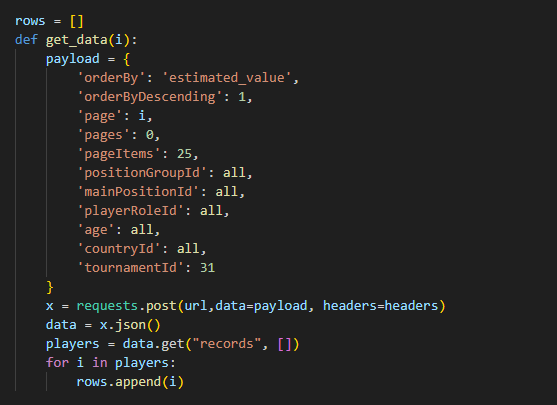 rows = []
def get_data(i):
    payload = {
        'orderBy': 'estimated_value',
        'orderByDescending': 1,
        'page': i,
        'pages': 0,
        'pageItems': 25,
        'positionGroupId': all,
        'mainPositionId': all,
        'playerRoleId': all,
        'age': all,
        'countryId': all,
        'tournamentId': 31
    }
    x = requests.post(url,data=payload, headers=headers)
    data = x.json()
    players = data.get("records", [])
    for i in players:
        rows.append(i)